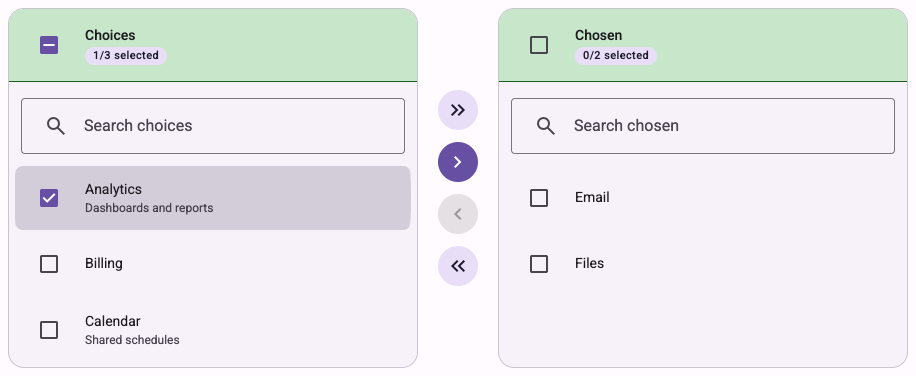 Choices
1/3 selected
Search choices
Analytics
Dashboards and reports
Billing
Calendar
Shared schedules
Chosen
0/2 selected
Search chosen
Email
Files